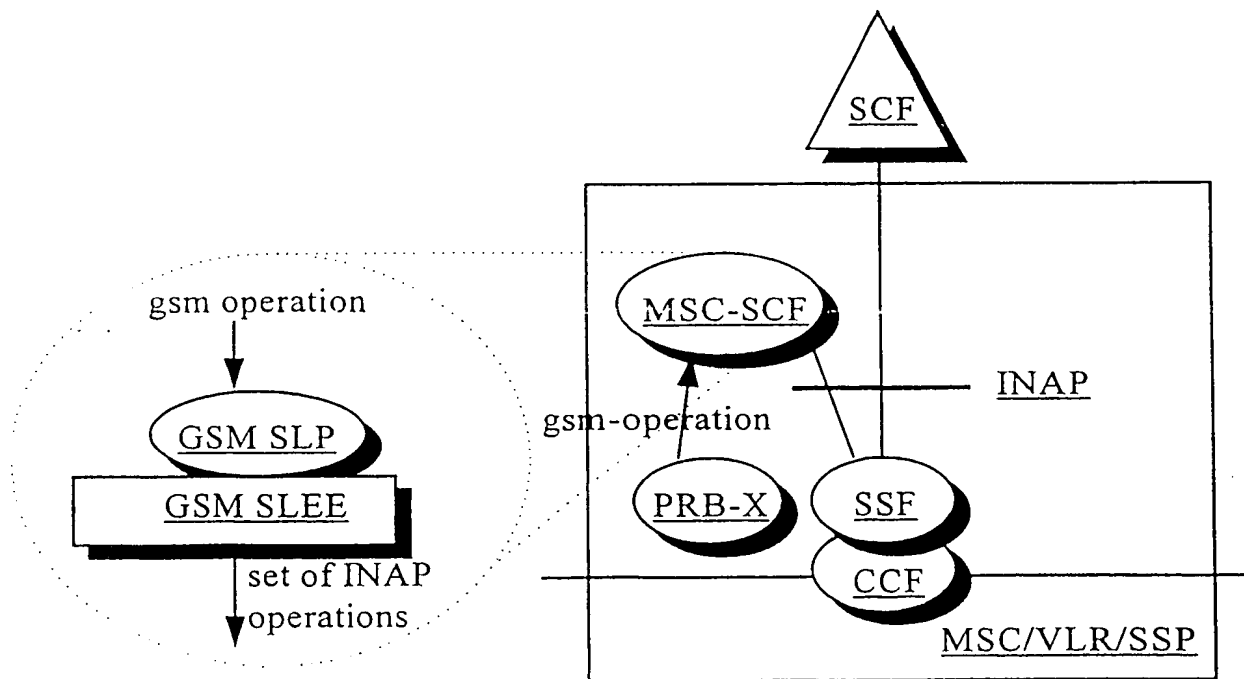 SCF
gsm operation
MSC-SCF
INAP
gsm-operation
GSM SLP
GSM SLEE
PRB-X
SSF
set of INAP
operations
CCF
MSC/VLR/SSP